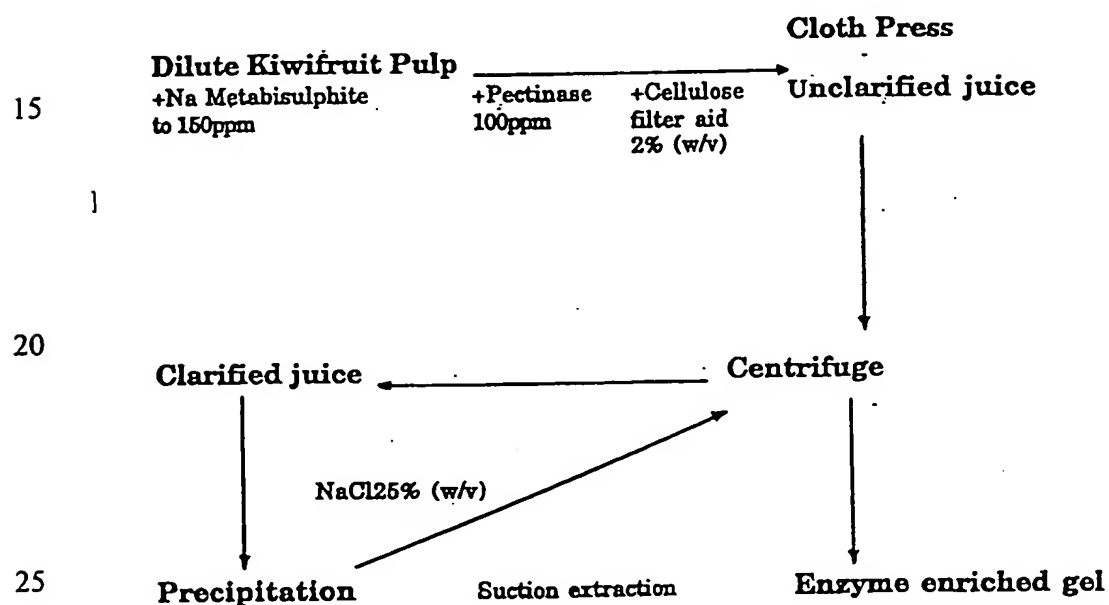 Cloth Press
Dilute Kiwifruit Pulp
15 +Na Metabisulphite +Pectinase +Cellulose Unclarified juice
to 150ppm 100ppm filter aid
2% (w/v)
]
20
Clarified juice Centrifuge
NaCl25% (w/v)
25 Precipitation Suction extraction Enzyme enriched gel